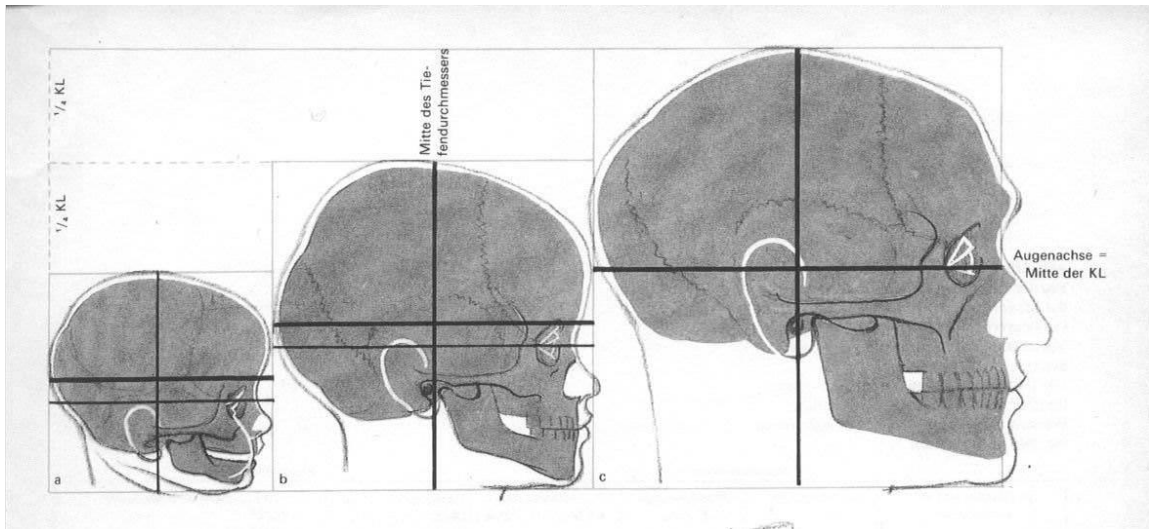 ¼ KL
¼ KL
Mitte des Tie-
fendurchmessers
Augenachse =
Mitte der KL
a
b
c